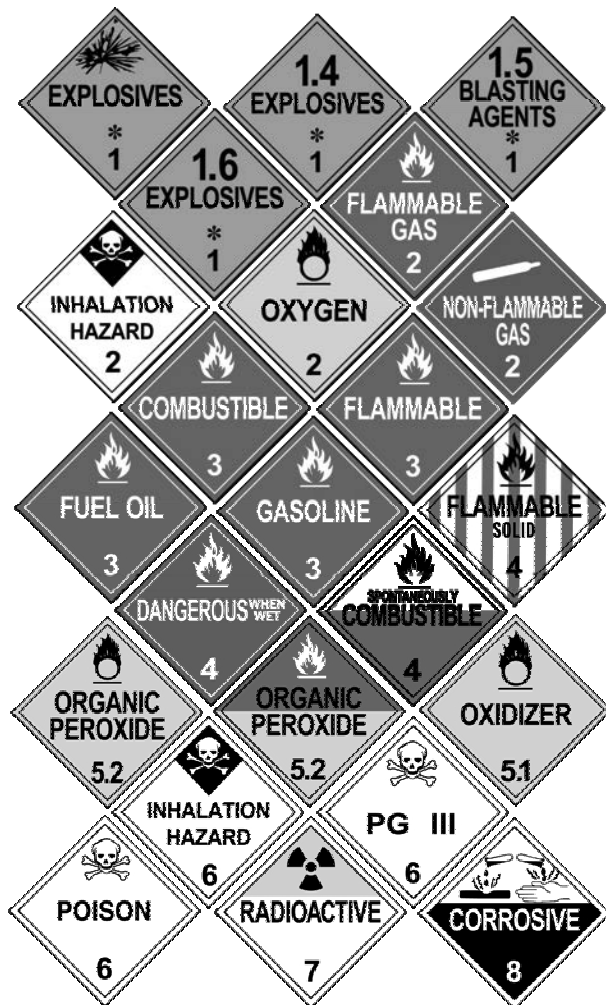 EXPLOSIVES
*
1
1.4
EXPLOSIVES
*
1
1.5
BLASTING
AGENTS
*
1
1.6
EXPLOSIVES
*
1
FLAMMABLE
GAS
2
INHALATION
HAZARD
2
OXYGEN
2
NON-FLAMMABLE
GAS
2
COMBUSTIBLE
3
FLAMMABLE
3
FUEL OIL
3
GASOLINE
3
FLAMMABLE
SOLID
4
DANGEROUS WHEN
WET
4
SPONTANEOUSLY
COMBUSTIBLE
4
ORGANIC
PEROXIDE
5.2
ORGANIC
PEROXIDE
5.2
OXIDIZER
5.1
INHALATION
HAZARD
6
PG III
6
POISON
6
RADIOACTIVE
7
CORROSIVE
8